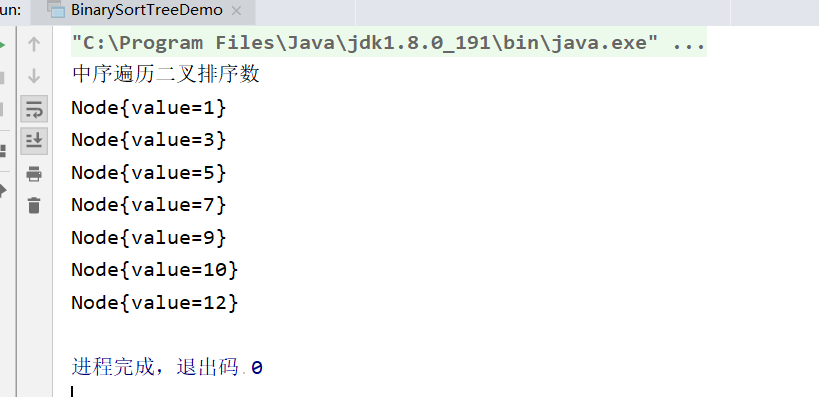 un: BinarySortTreeDemo ×
"C:\Program Files\Java\jdk1.8.0_191\bin\java.exe" ...
中序遍历二叉排序数
Node{value=1}
Node{value=3}
Node{value=5}
Node{value=7}
Node{value=9}
Node{value=10}
Node{value=12}
进程完成，退出码 0